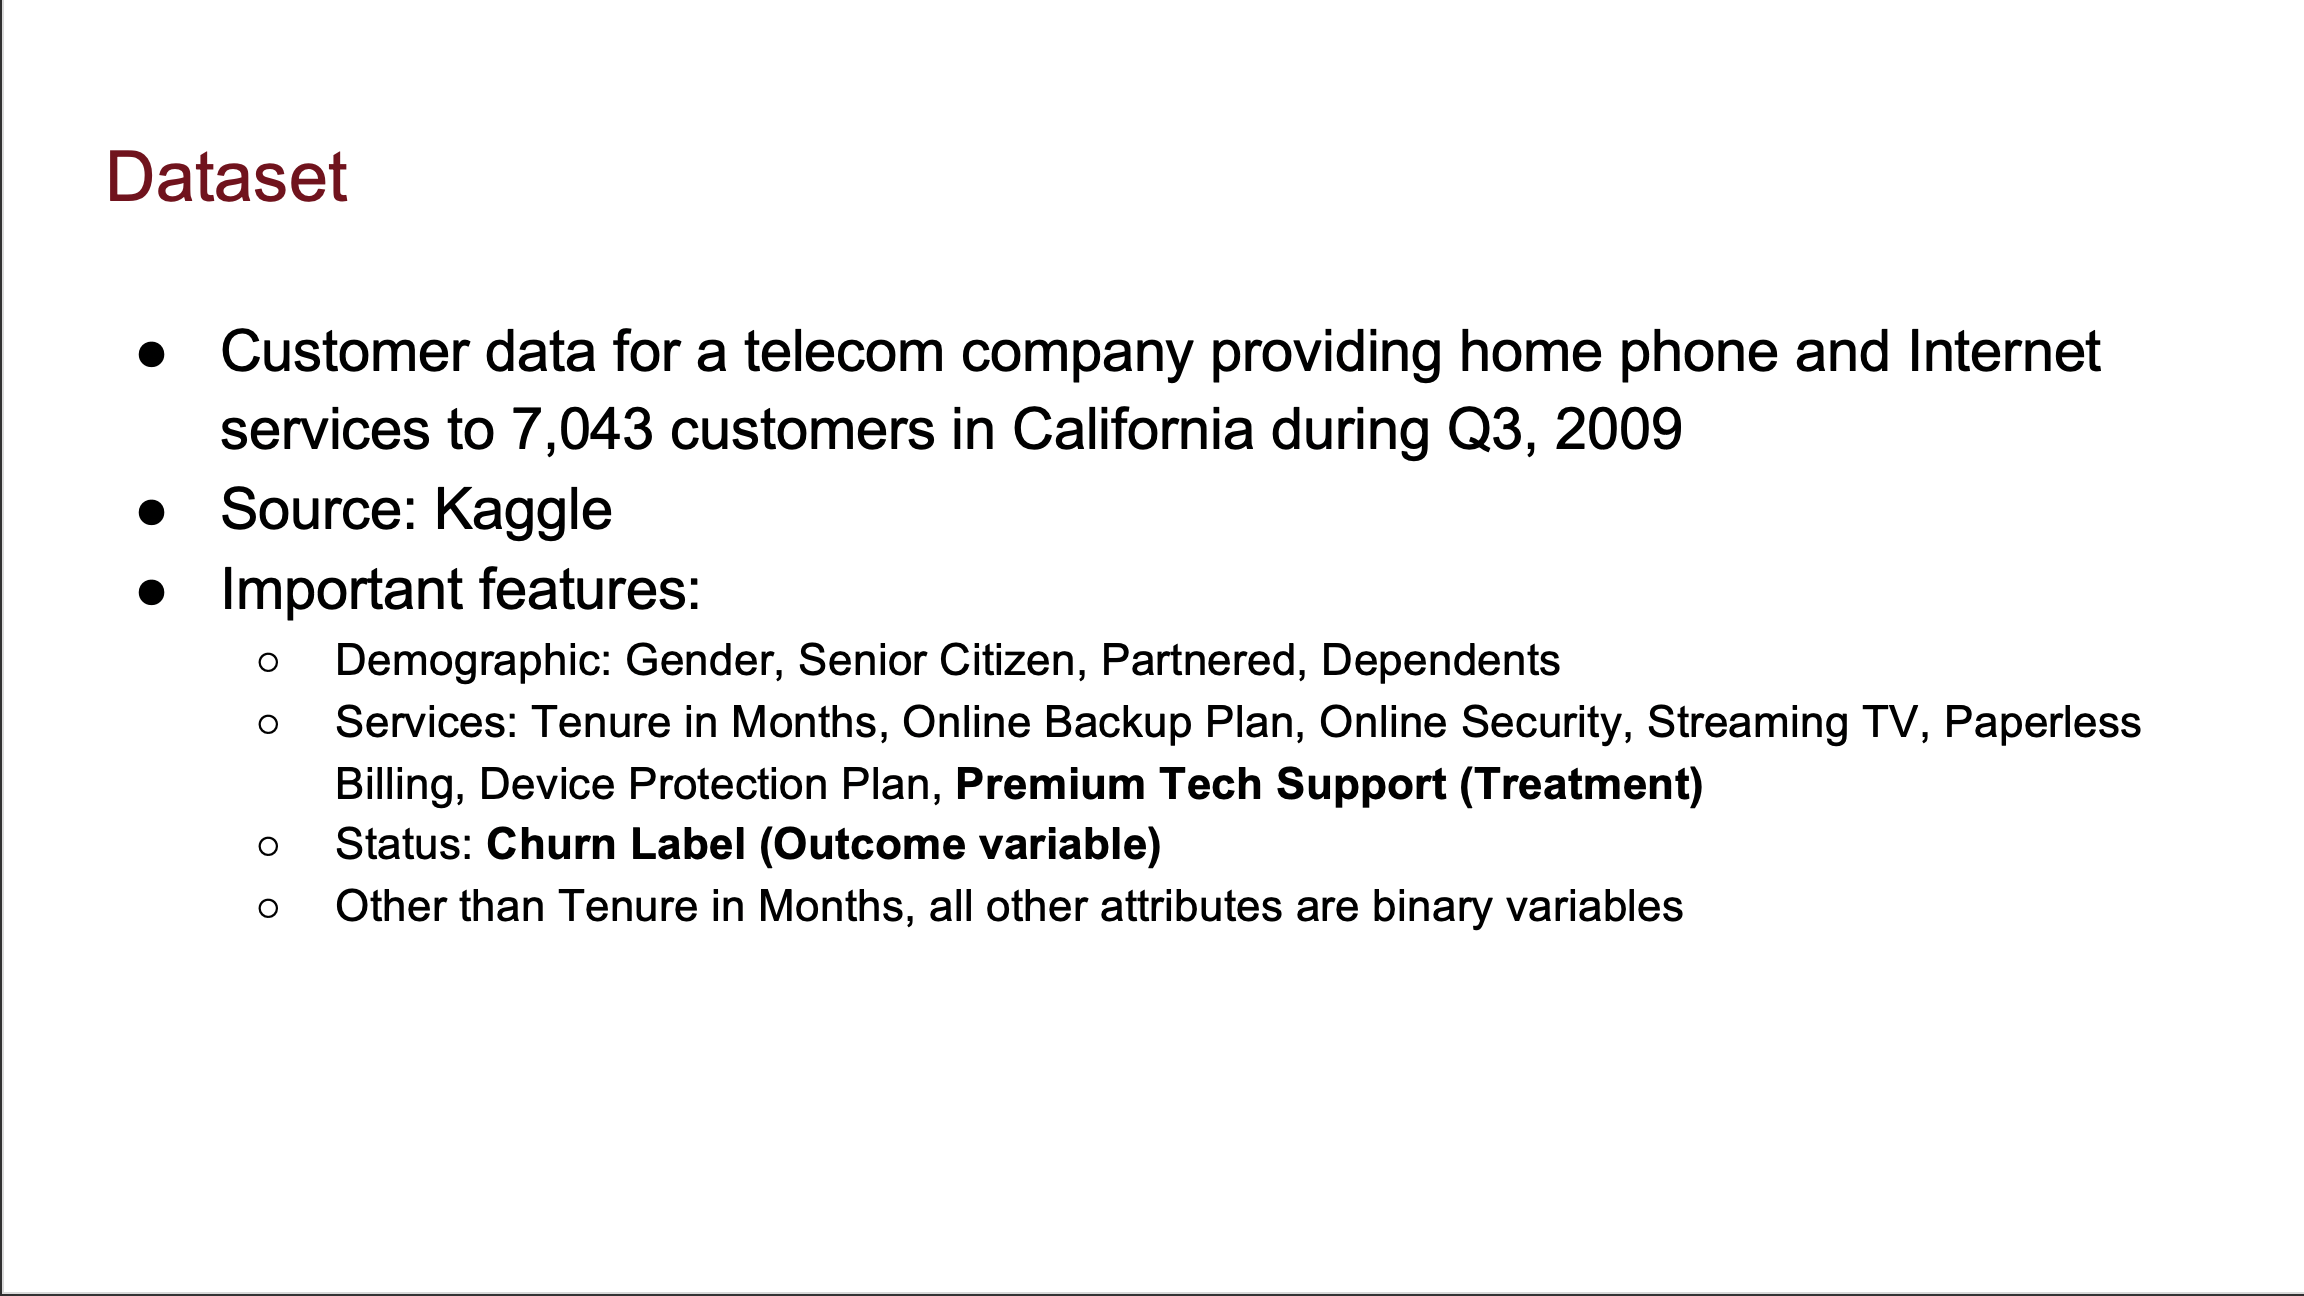 Dataset
● Customer data for a telecom company providing home phone and Internet
services to 7,043 customers in California during Q3, 2009
● Source: Kaggle
● Important features:
○ Demographic: Gender, Senior Citizen, Partnered, Dependents
○ Services: Tenure in Months, Online Backup Plan, Online Security, Streaming TV, Paperless
Billing, Device Protection Plan, Premium Tech Support (Treatment)
○ Status: Churn Label (Outcome variable)
○ Other than Tenure in Months, all other attributes are binary variables